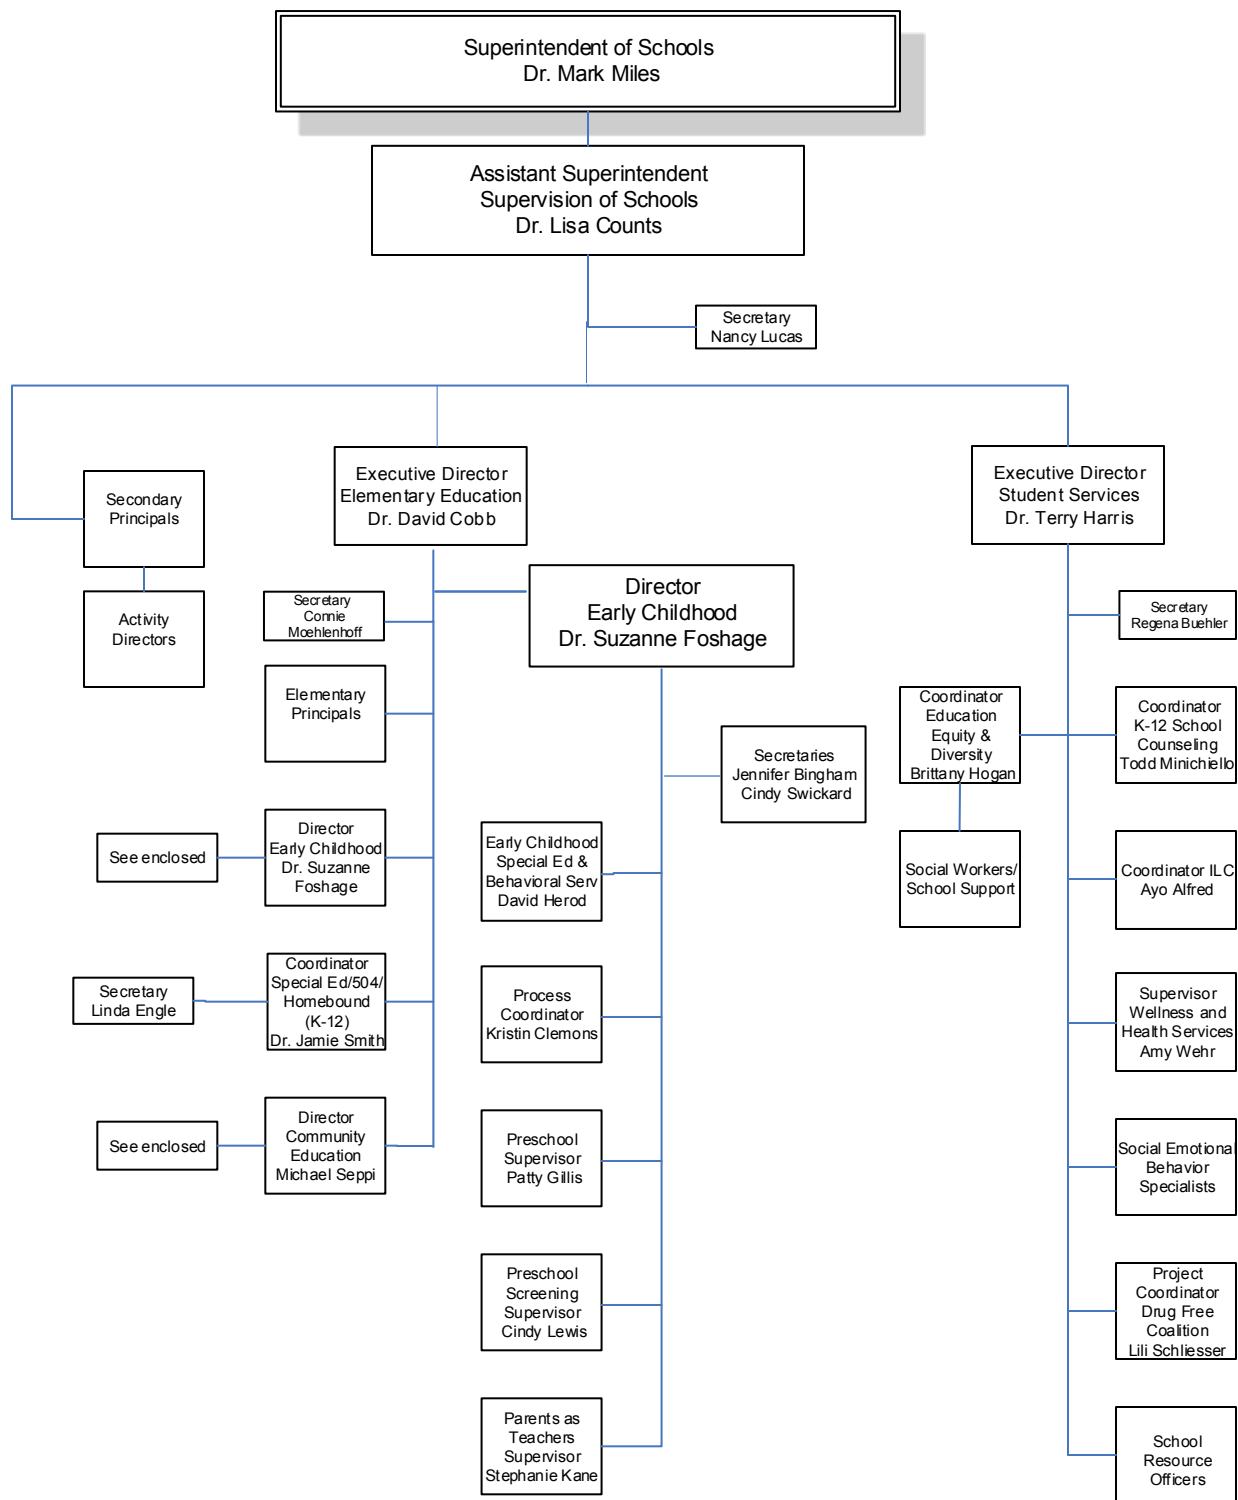 Superintendent of Schools
Dr. Mark Miles
Assistant Superintendent
Supervision of Schools
Dr. Lisa Counts
Secretary
Nancy Lucas
Secondary
Principals
Activity
Directors
Executive Director
Elementary Education
Dr. David Cobb
Secretary
Connie
Moehlenhoff
Elementary
Principals
Director
Early Childhood
Dr. Suzanne
Foshage
See enclosed
Coordinator
Special Ed/504/
Homebound
(K-12)
Dr. Jamie Smith
Secretary
Linda Engle
Director
Community
Education
Michael Seppi
See enclosed
Director
Early Childhood
Dr. Suzanne Foshage
Secretaries
Jennifer Bingham
Cindy Swickard
Early Childhood
Special Ed &
Behavioral Serv
David Herod
Process
Coordinator
Kristin Clemons
Preschool
Supervisor
Patty Gillis
Preschool
Screening
Supervisor
Cindy Lewis
Parents as
Teachers
Supervisor
Stephanie Kane
Executive Director
Student Services
Dr. Terry Harris
Secretary
Regena Buehler
Coordinator
Education
Equity &
Diversity
Brittany Hogan
Social Workers/
School Support
Coordinator
K-12 School
Counseling
Todd Minichiello
Coordinator ILC
Ayo Alfred
Supervisor
Wellness and
Health Services
Amy Wehr
Social Emotional
Behavior
Specialists
Project
Coordinator
Drug Free
Coalition
Lili Schliesser
School
Resource
Officers